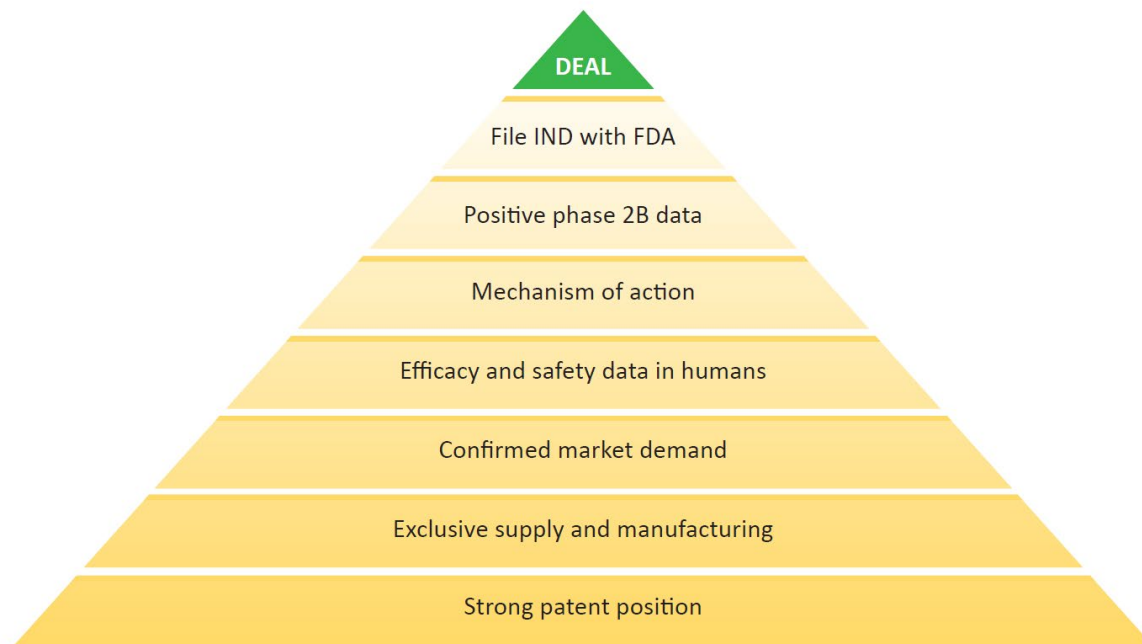 DEAL
File IND with FDA
Positive phase 2B data
Mechanism of action
Efficacy and safety data in humans
Confirmed market demand
Exclusive supply and manufacturing
Strong patent position